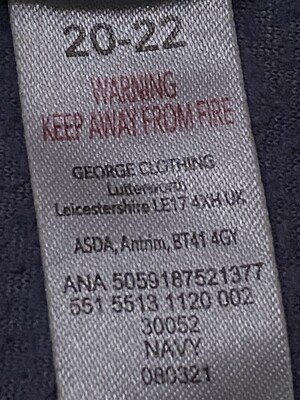 20-22
WARNING
KEEP AWAY FROM FIRE
GEORGE CLOTHING
Lutterworth
Leicestershire LE17 4XH UK
ASDA, Antrim, BT41 4GY
ANA 5059187521377
551 5513 1120 002
30052
NAVY
080321